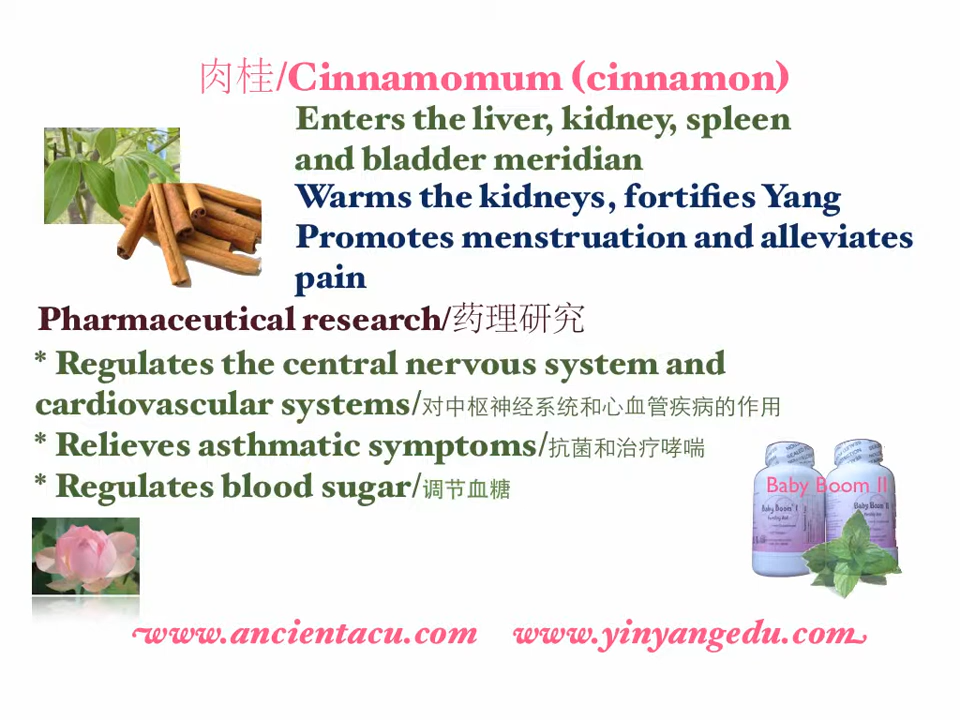 肉桂/Cinnamomum (cinnamon)
Enters the liver, kidney, spleen
and bladder meridian
Warms the kidneys, fortifies Yang
Promotes menstruation and alleviates
pain
Pharmaceutical research/药理研究
* Regulates the central nervous system and
cardiovascular systems/对中枢神经系统和心血管疾病的作用
* Relieves asthmatic symptoms/抗菌和治疗哮喘
* Regulates blood sugar/调节血糖
Baby Boom II
Baby Boom I
Baby Boom II
www.ancientacu.com www.yinyangedu.com